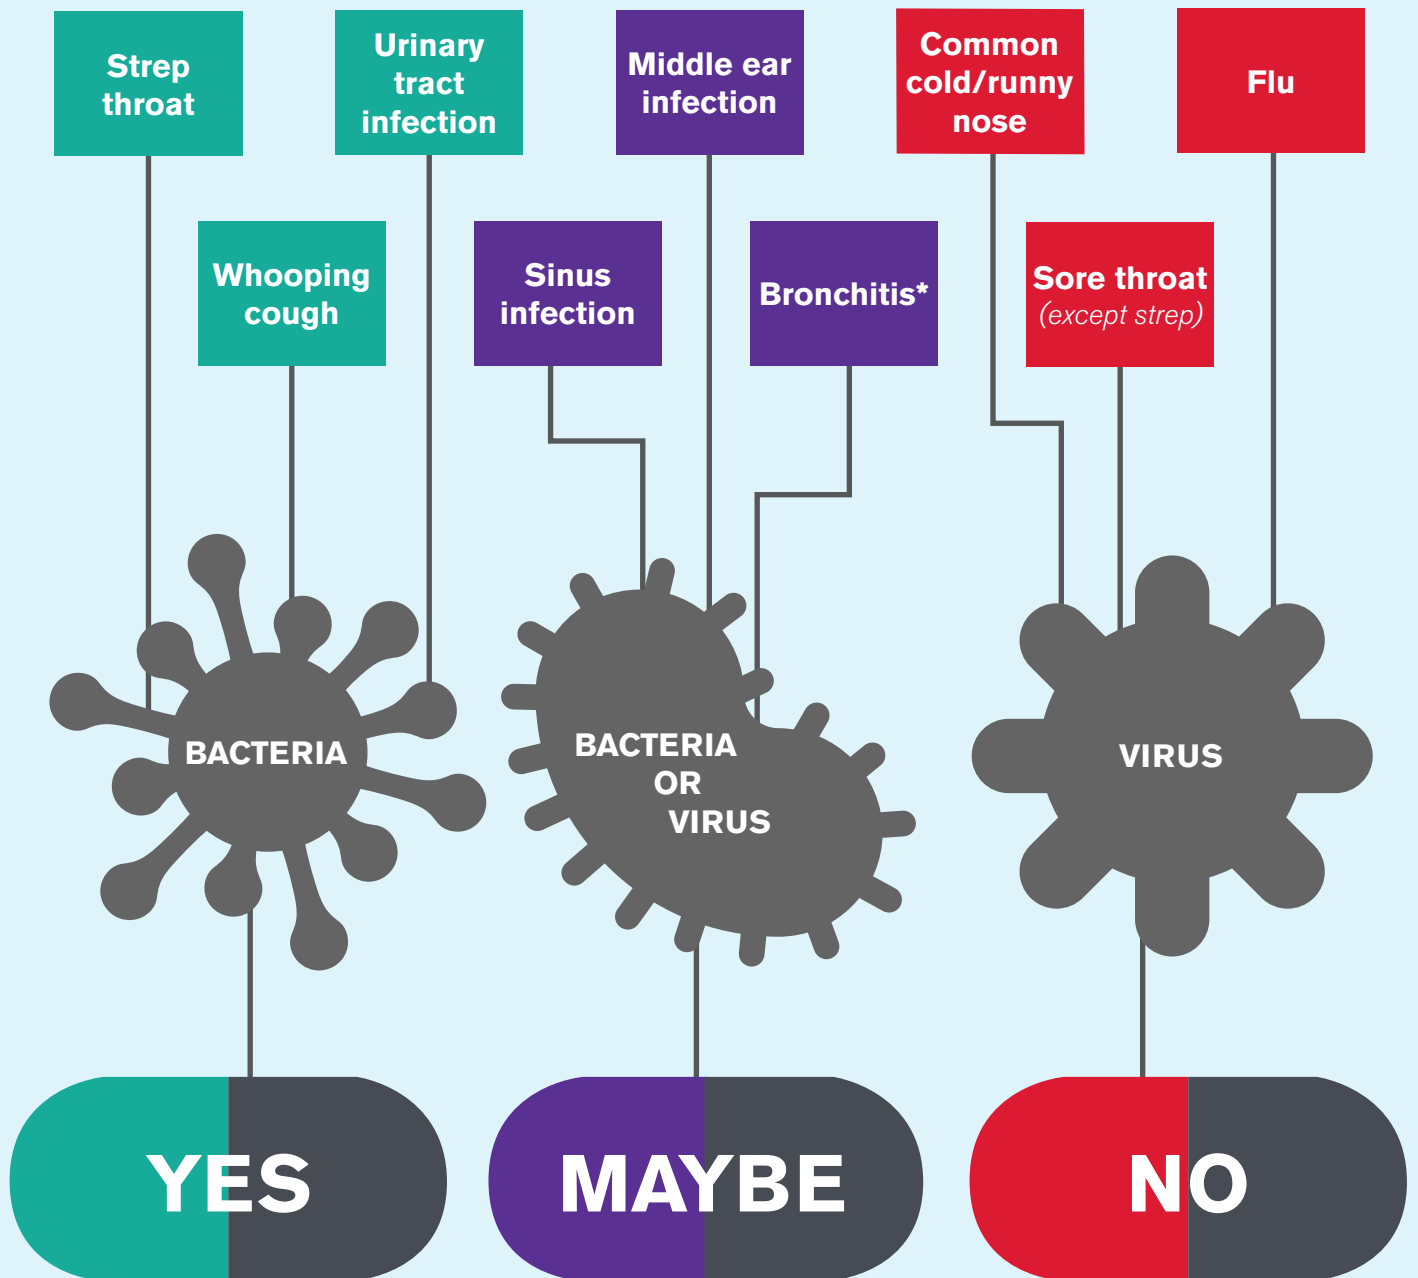 Strep
throat
Urinary
tract
infection
Middle ear
infection
Common
cold/runny
nose
Flu
Whooping
cough
Sinus
infection
Bronchitis*
Sore throat
(except strep)
BACTERIA
BACTERIA
OR
VIRUS
VIRUS
YES
MAYBE
NO